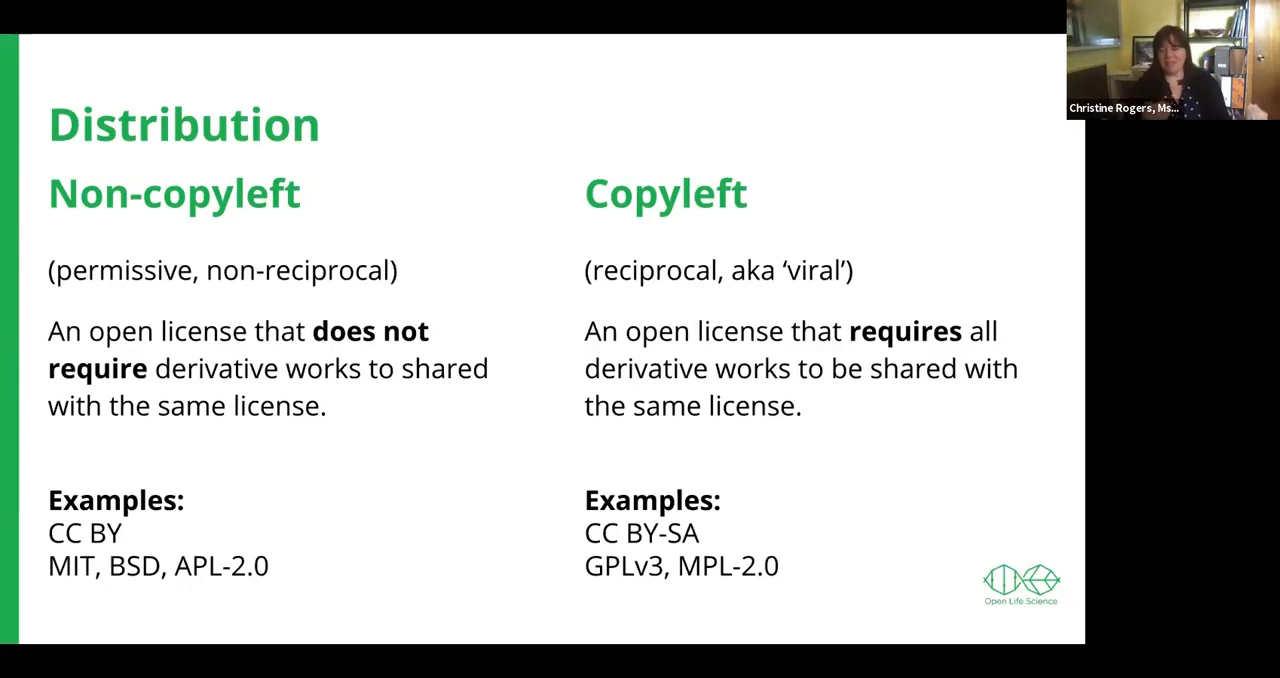 Distribution
Non-copyleft
(permissive, non-reciprocal)
An open license that does not
require derivative works to shared
with the same license.
Examples:
CC BY
MIT, BSD, APL-2.0
Copyleft
(reciprocal, aka ‘viral’)
An open license that requires all
derivative works to be shared with
the same license.
Examples:
CC BY-SA
GPLv3, MPL-2.0
Open Life Science
Christine Rogers, Ms...